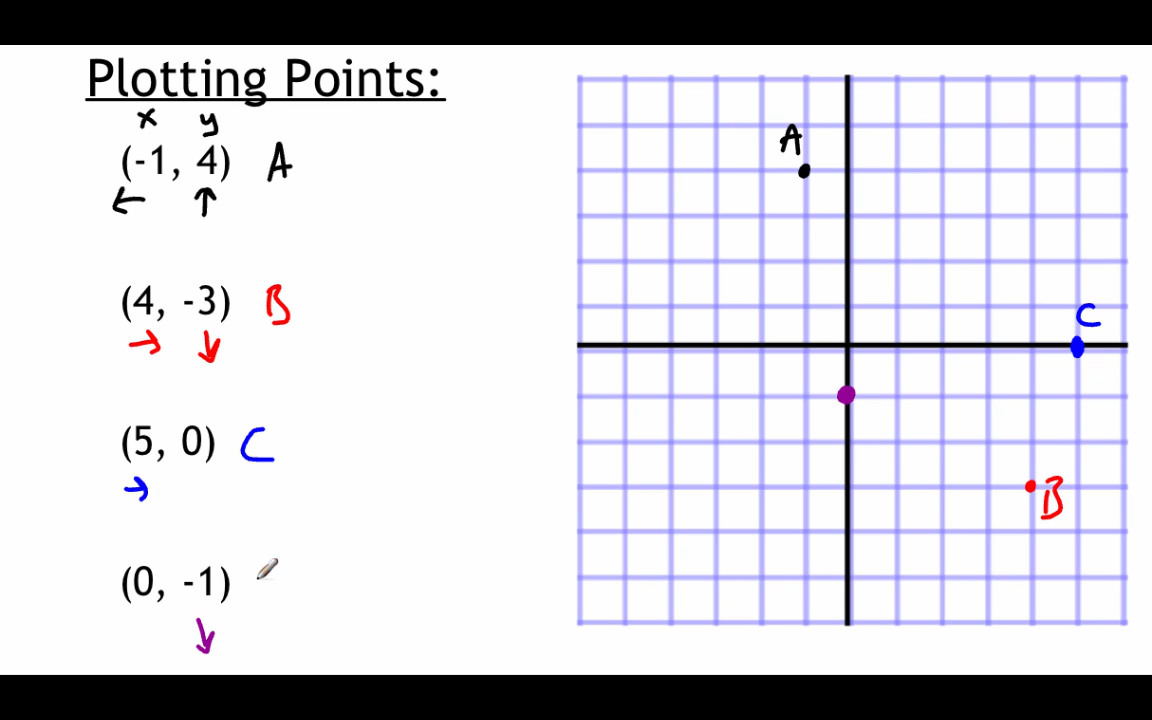 Plotting Points:
x y
(-1, 4) A
(4, -3) B
(5, 0) C
(0, -1)
A
C
B